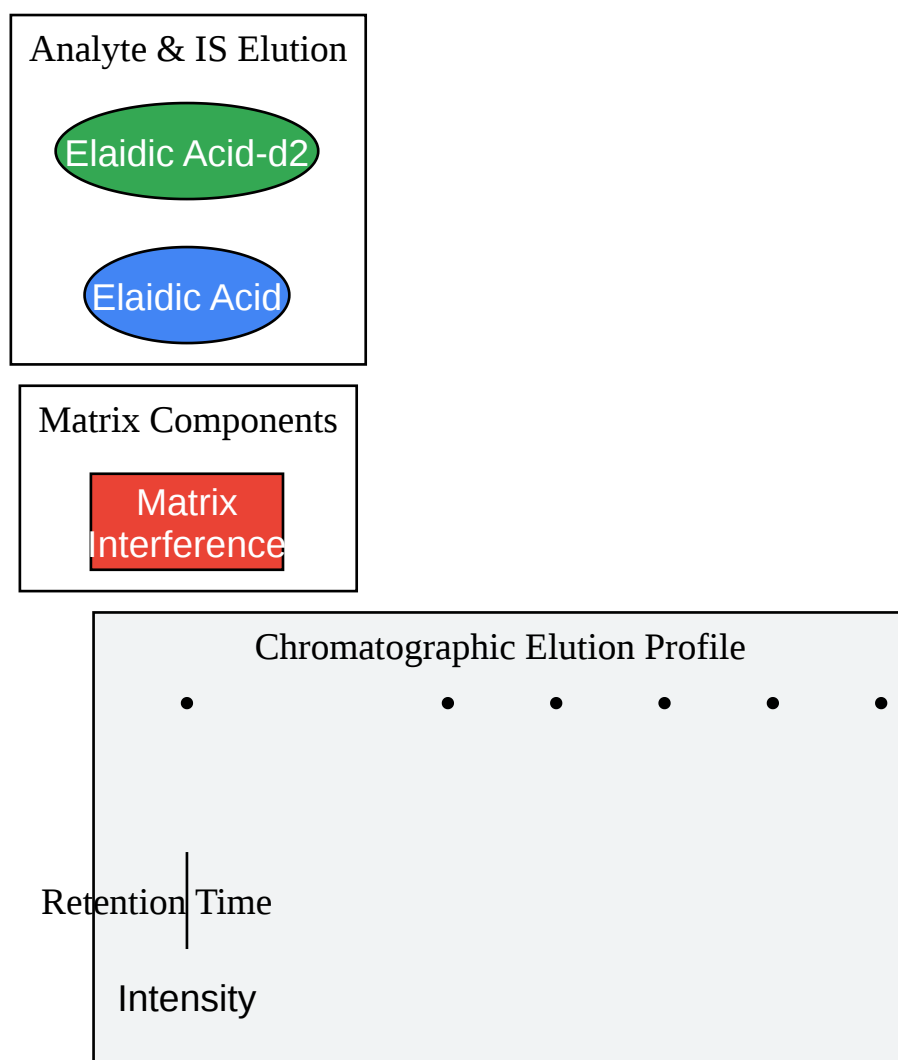 Analyte & IS Elution
Elaidic Acid-d2
Elaidic Acid
Matrix Components
Matrix
Interference
Chromatographic Elution Profile
Retention Time
Intensity